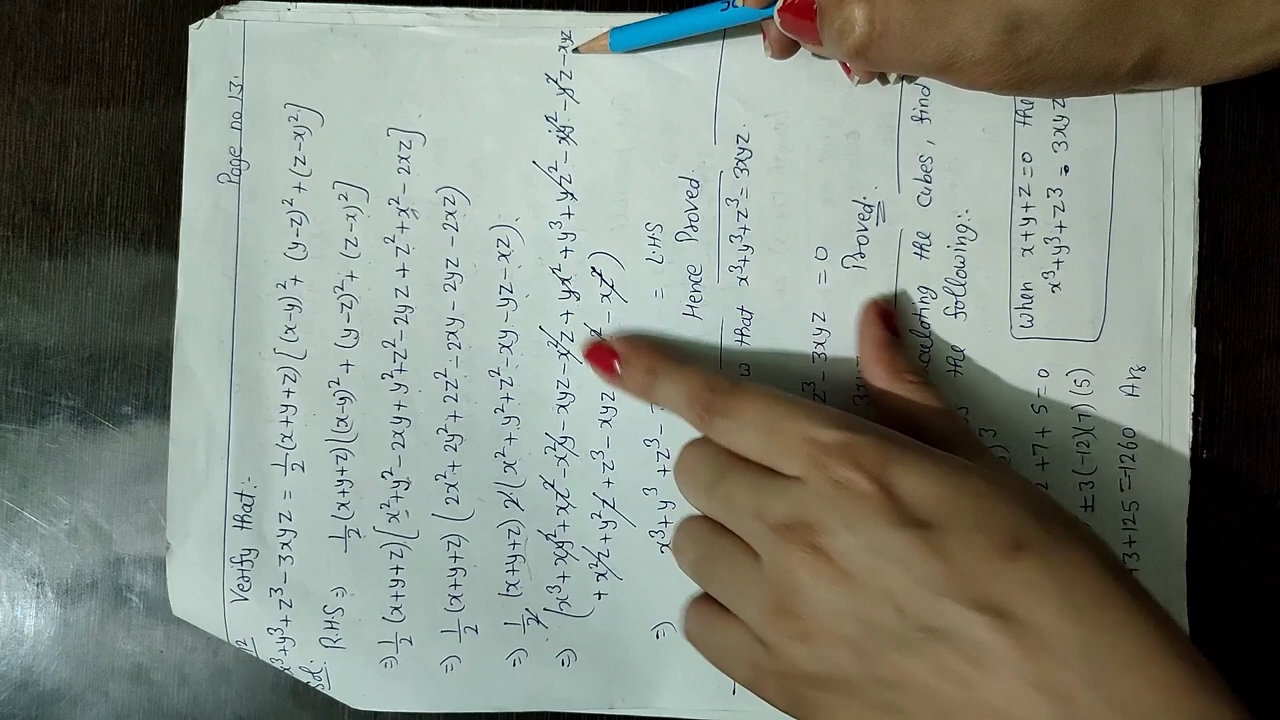 Page no 13.
12 Verify that:-
x³+y³+z³-3xyz = 1/2 (x+y+z) [(x-y)² + (y-z)² + (z-x)²]
Sol. RHS ⇒ 1/2 (x+y+z) [(x-y)² + (y-z)² + (z-x)²]
⇒ 1/2 (x+y+z) [x²+y²-2xy + y²+z²-2yz + z²+x²-2xz]
⇒ 1/2 (x+y+z) (2x²+2y²+2z²-2xy-2yz-2xz)
⇒ 1/2 (x+y+z) 2 (x²+y²+z²-xy-yz-xz)
⇒ (x³+xy²+xz²-x²y-xyz-x²z+yx²+y³+yz²-xy²-y²z-xyz
+x²z+y²z+z³-xyz - xz²)
⇒ x³+y³+z³- = LHS
Hence Proved.
that x³+y³+z³=3xyz.
z³-3xyz = 0
Proved.
the cubes, find
the following:-
When x+y+z=0 the
x³+y³+z³ = 3xyz
+7+5=0
3(-12)(7)(5)
+3+125=-1260 Ans